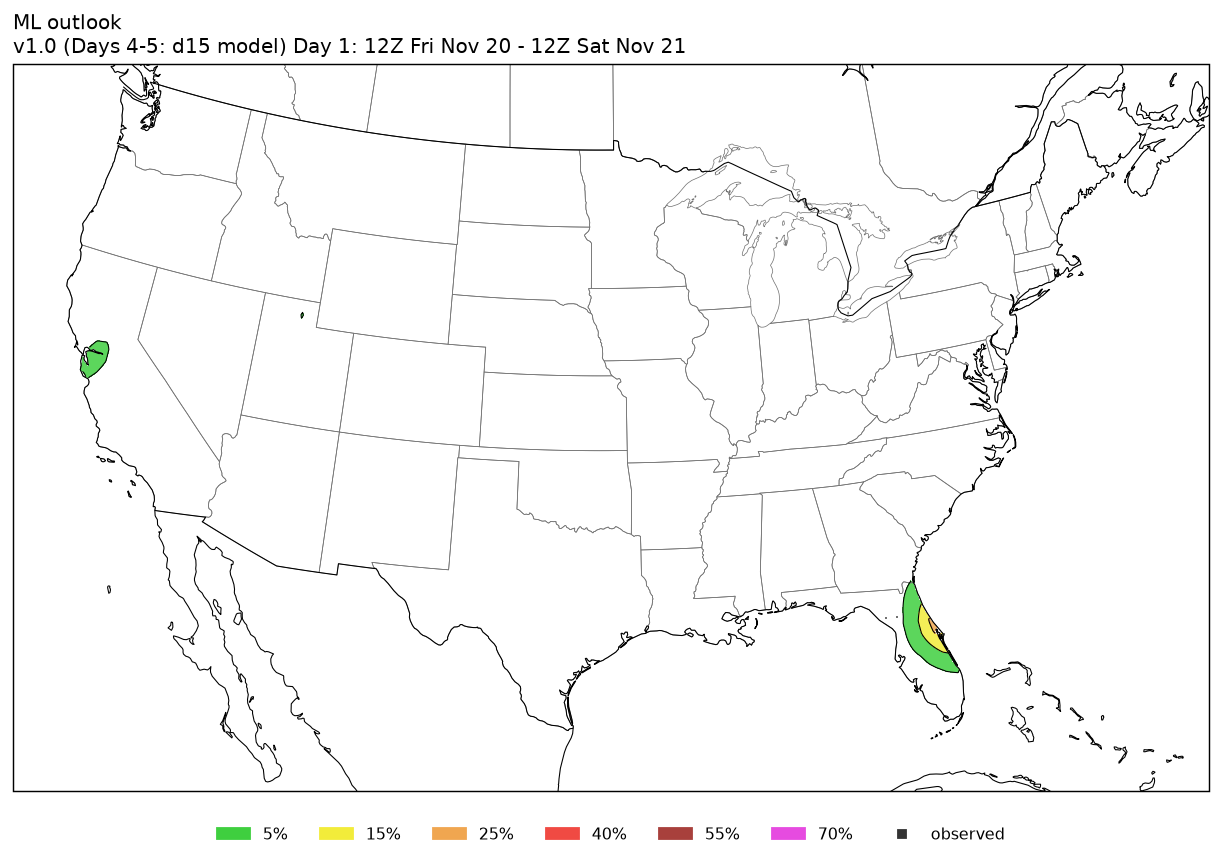 ML outlook
v1.0 (Days 4-5: d15 model) Day 1: 12Z Fri Nov 20 - 12Z Sat Nov 21
5% 15% 25% 40% 55% 70% observed